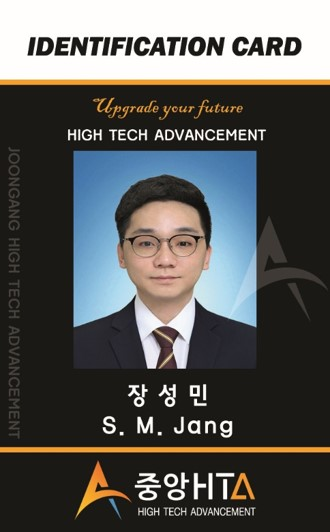 IDENTIFICATION CARD
Upgrade your future
HIGH TECH ADVANCEMENT
JOONGANG HIGH TECH ADVANCEMENT
장성민
S. M. Jang
중앙HTA
HIGH TECH ADVANCEMENT